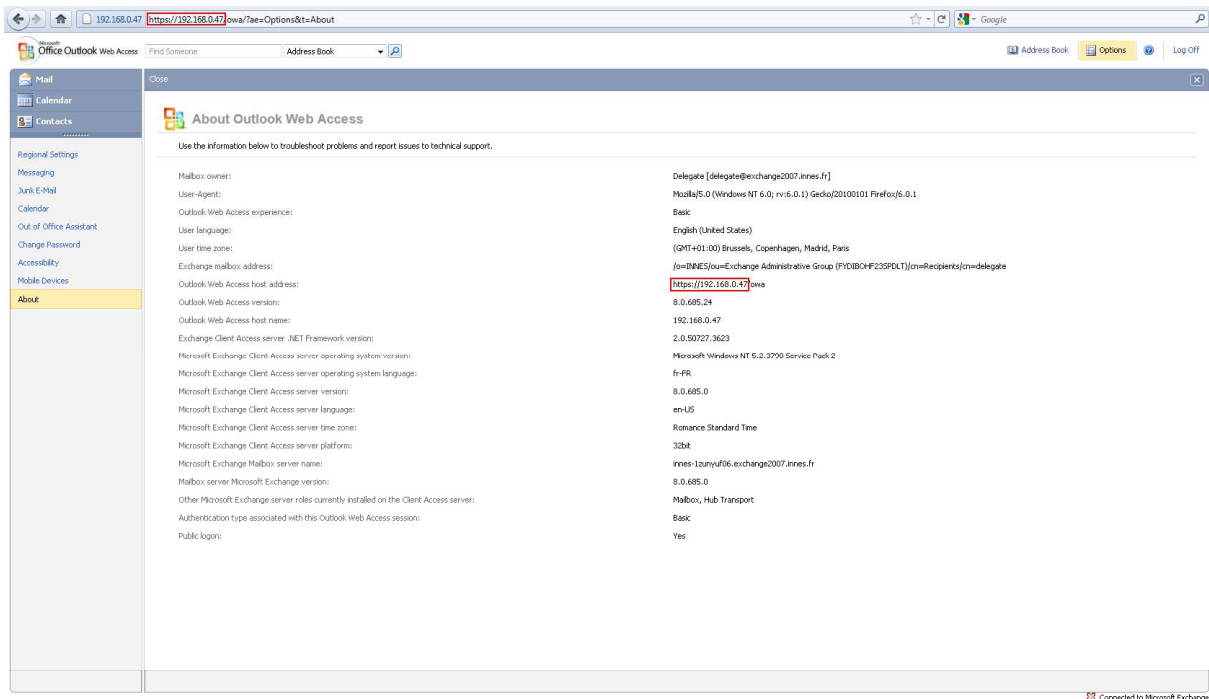 192.168.0.47 https://192.168.0.47/owa/?ae=Options&t=About
Google
Microsoft
Office Outlook Web Access
Find Someone
Address Book
Address Book
Options
Log Off
Mail
Close
Calendar
Contacts
About Outlook Web Access
Use the information below to troubleshoot problems and report issues to technical support.
Regional Settings
Messaging
Junk E-Mail
Calendar
Out of Office Assistant
Change Password
Accessibility
Mobile Devices
About
Mailbox owner: Delegate [delegate@exchange2007.innes.fr]
User-Agent: Mozilla/5.0 (Windows NT 6.0; rv:6.0.1) Gecko/20100101 Firefox/6.0.1
Outlook Web Access experience: Basic
User language: English (United States)
User time zone: (GMT+01:00) Brussels, Copenhagen, Madrid, Paris
Exchange mailbox address: /o=INNES/ou=Exchange Administrative Group (FYDIBOHF23SPDLT)/cn=Recipients/cn=delegate
Outlook Web Access host address: https://192.168.0.47/owa
Outlook Web Access version: 8.0.685.24
Outlook Web Access host name: 192.168.0.47
Exchange Client Access server .NET Framework version: 2.0.50727.3623
Microsoft Exchange Client Access server operating system version: Microsoft Windows NT 5.2.3790 Service Pack 2
Microsoft Exchange Client Access server operating system language: fr-FR
Microsoft Exchange Client Access server version: 8.0.685.0
Microsoft Exchange Client Access server language: en-US
Microsoft Exchange Client Access server time zone: Romance Standard Time
Microsoft Exchange Client Access server platform: 32bit
Microsoft Exchange Mailbox server name: innes-1zunyuf06.exchange2007.innes.fr
Mailbox server Microsoft Exchange version: 8.0.685.0
Other Microsoft Exchange server roles currently installed on the Client Access server: Mailbox, Hub Transport
Authentication type associated with this Outlook Web Access session: Basic
Public logon: Yes
Connected to Microsoft Exchange